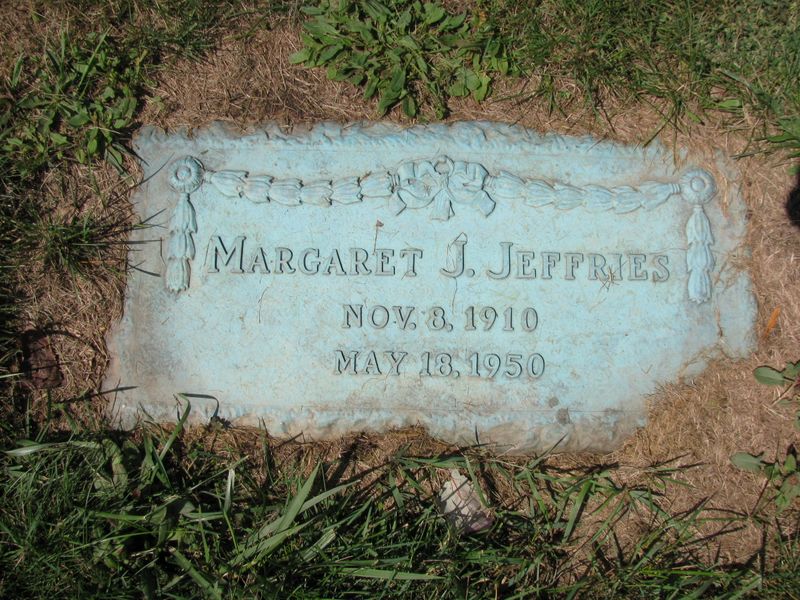 MARGARET J. JEFFRIES
NOV. 8. 1910
MAY 18, 1950